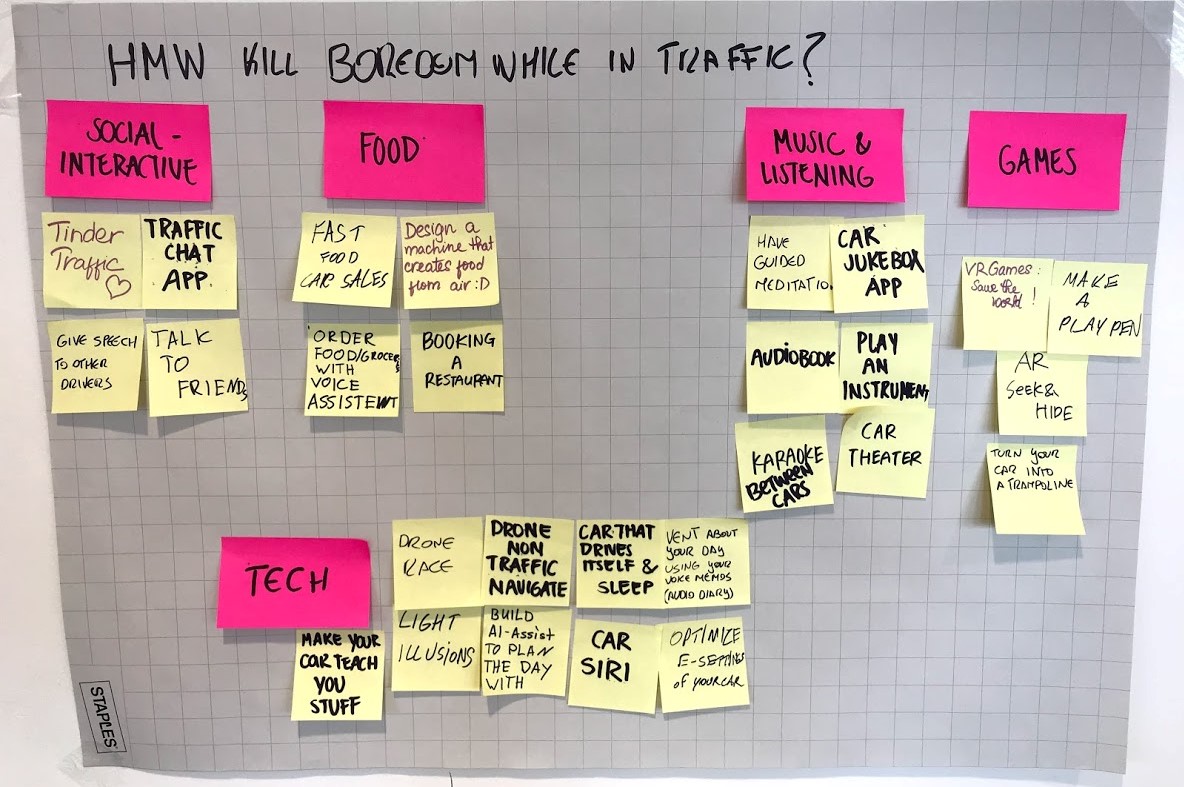 HMW KILL BOREDOM WHILE IN TRAFFIC?
SOCIAL-
INTERACTIVE
Tinder
Traffic ♡
TRAFFIC
CHAT
APP
GIVE SPEECH
TO OTHER
DRIVERS
TALK
TO
FRIENDS
FOOD
FAST
FOOD
CAR SALES
Design a
machine that
creates food
from air :D
ORDER
FOOD/GROCER
WITH
VOICE
ASSISTENT
BOOKING
A
RESTAURANT
MUSIC &
LISTENING
HAVE
GUIDED
MEDITATIO
CAR
JUKEBOX
APP
AUDIOBOOK
PLAY
AN
INSTRUMENT
KARAOKE
BETWEEN
CARS
CAR
THEATER
GAMES
VR Games:
Save the
world!
MAKE
A
PLAYPEN
AR
SEEK &
HIDE
TURN YOUR
CAR INTO
A TRAMPOLINE
TECH
MAKE YOUR
CAR TEACH
YOU
STUFF
DRONE
RACE
DRONE
NON
TRAFFIC
NAVIGATE
CAR THAT
DRIVES
ITSELF &
SLEEP
VENT ABOUT
YOUR DAY
USING YOUR
VOICE MEMOS
(AUDIO DIARY)
LIGHT
ILLUSIONS
BUILD
AI-Assist
TO PLAN
THE DAY
WITH
CAR
SIRI
OPTIMIZE
E-SETTINGS
of YOUR CAR
STAPLES